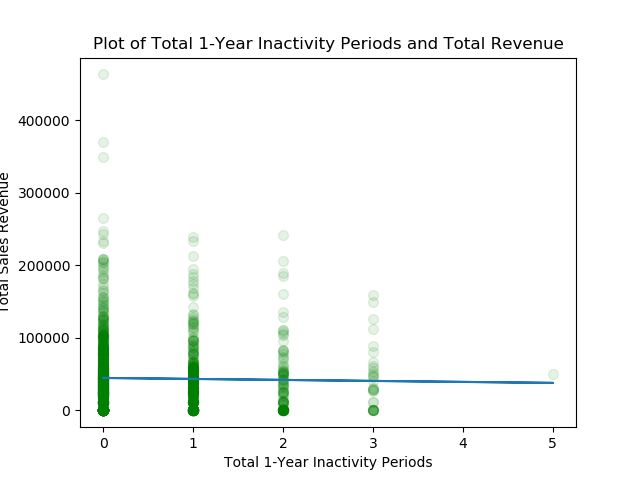 Plot of Total 1-Year Inactivity Periods and Total Revenue
400000
300000
200000
100000
0
Total Sales Revenue
0 1 2 3 4 5
Total 1-Year Inactivity Periods